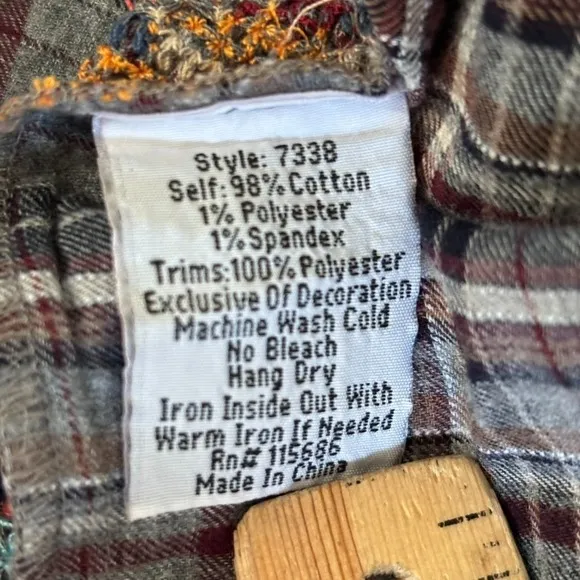 Style: 7338
Self: 98% Cotton
1% Polyester
1% Spandex
Trims:100% Polyester
Exclusive Of Decoration
Machine Wash Cold
No Bleach
Hang Dry
Iron Inside Out With
Warm Iron If Needed
Rn# 115686
Made In China